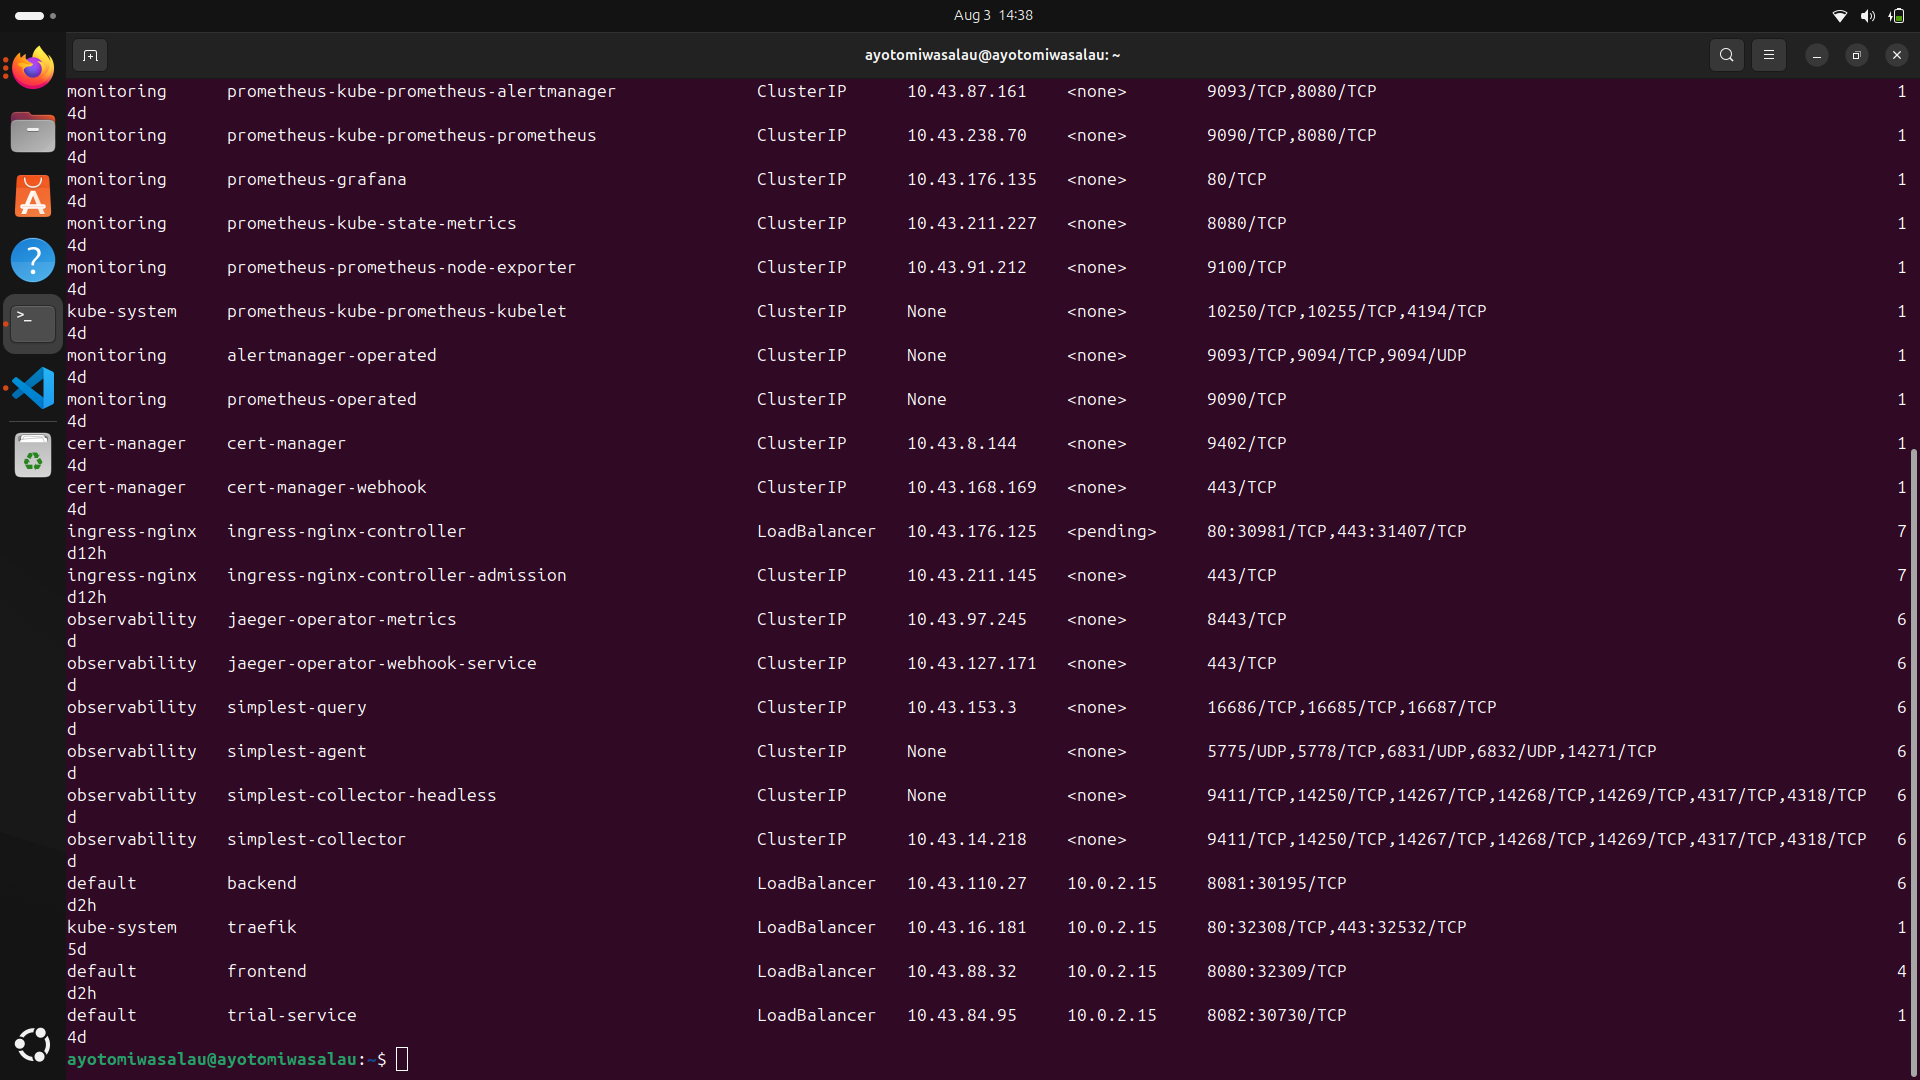 Aug 3 14:38
ayotomiwasalau@ayotomiwasalau: ~
monitoring prometheus-kube-prometheus-alertmanager ClusterIP 10.43.87.161 <none> 9093/TCP,8080/TCP 1
4d
monitoring prometheus-kube-prometheus-prometheus ClusterIP 10.43.238.70 <none> 9090/TCP,8080/TCP 1
4d
monitoring prometheus-grafana ClusterIP 10.43.176.135 <none> 80/TCP 1
4d
monitoring prometheus-kube-state-metrics ClusterIP 10.43.211.227 <none> 8080/TCP 1
4d
monitoring prometheus-prometheus-node-exporter ClusterIP 10.43.91.212 <none> 9100/TCP 1
4d
kube-system prometheus-kube-prometheus-kubelet ClusterIP None <none> 10250/TCP,10255/TCP,4194/TCP 1
4d
monitoring alertmanager-operated ClusterIP None <none> 9093/TCP,9094/TCP,9094/UDP 1
4d
monitoring prometheus-operated ClusterIP None <none> 9090/TCP 1
4d
cert-manager cert-manager ClusterIP 10.43.8.144 <none> 9402/TCP 1
4d
cert-manager cert-manager-webhook ClusterIP 10.43.168.169 <none> 443/TCP 1
4d
ingress-nginx ingress-nginx-controller LoadBalancer 10.43.176.125 <pending> 80:30981/TCP,443:31407/TCP 7
d12h
ingress-nginx ingress-nginx-controller-admission ClusterIP 10.43.211.145 <none> 443/TCP 7
d12h
observability jaeger-operator-metrics ClusterIP 10.43.97.245 <none> 8443/TCP 6
d
observability jaeger-operator-webhook-service ClusterIP 10.43.127.171 <none> 443/TCP 6
d
observability simplest-query ClusterIP 10.43.153.3 <none> 16686/TCP,16685/TCP,16687/TCP 6
d
observability simplest-agent ClusterIP None <none> 5775/UDP,5778/TCP,6831/UDP,6832/UDP,14271/TCP 6
d
observability simplest-collector-headless ClusterIP None <none> 9411/TCP,14250/TCP,14267/TCP,14268/TCP,14269/TCP,4317/TCP,4318/TCP 6
d
observability simplest-collector ClusterIP 10.43.14.218 <none> 9411/TCP,14250/TCP,14267/TCP,14268/TCP,14269/TCP,4317/TCP,4318/TCP 6
d
default backend LoadBalancer 10.43.110.27 10.0.2.15 8081:30195/TCP 6
d2h
kube-system traefik LoadBalancer 10.43.16.181 10.0.2.15 80:32308/TCP,443:32532/TCP 1
5d
default frontend LoadBalancer 10.43.88.32 10.0.2.15 8080:32309/TCP 4
d2h
default trial-service LoadBalancer 10.43.84.95 10.0.2.15 8082:30730/TCP 1
4d
ayotomiwasalau@ayotomiwasalau:~$